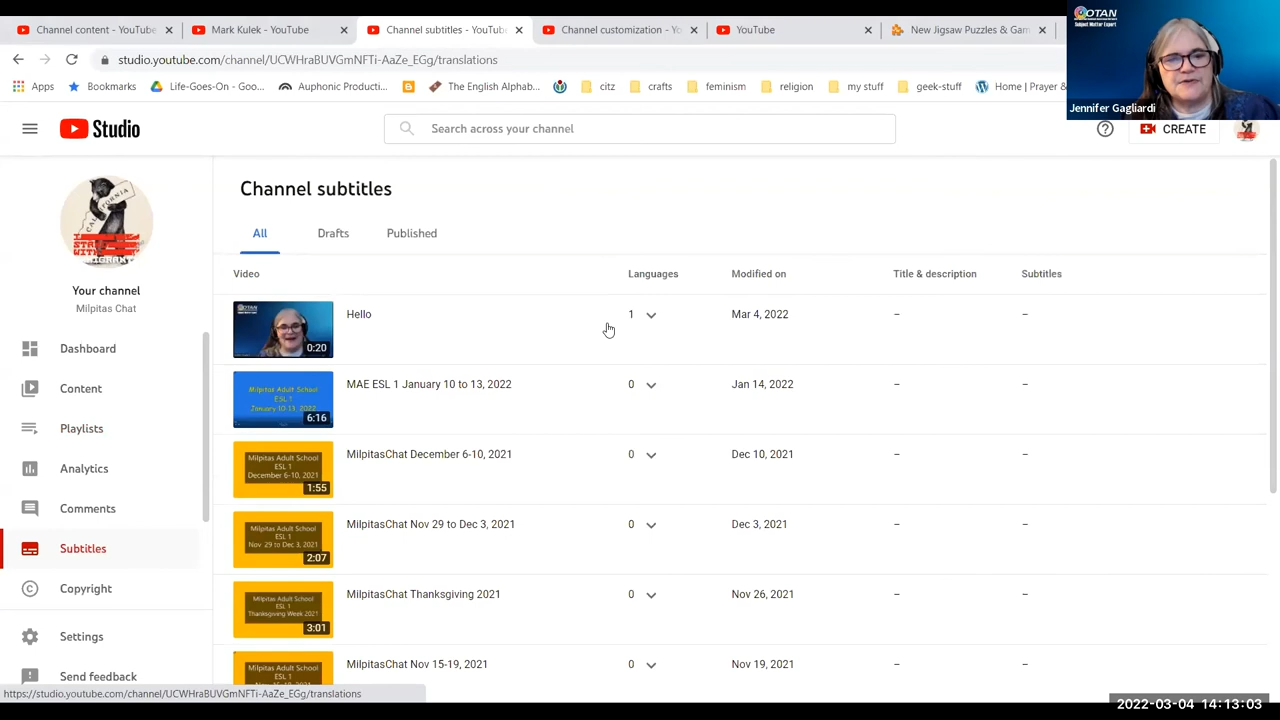 Channel content - YouTube
Mark Kulek - YouTube
Channel subtitles - YouTube
Channel customization -
YouTube
New Jigsaw Puzzles & Gam
OTAN
Subject Matter Expert
Jennifer Gagliardi
studio.youtube.com/channel/UCWHraBUVGmNFTi-AaZe_EGg/translations
Apps
Bookmarks
Life-Goes-On - Goo...
Auphonic Producti...
The English Alphab...
citz
crafts
feminism
religion
my stuff
geek-stuff
Home | Prayer &
Studio
Search across your channel
CREATE
CALIFORNIA
Your channel
Milpitas Chat
Dashboard
Content
Playlists
Analytics
Comments
Subtitles
Copyright
Settings
Send feedback
Channel subtitles
All
Drafts
Published
Video
Languages
Modified on
Title & description
Subtitles
OTAN
0:20
Hello
1
Mar 4, 2022
–
–
Milpitas Adult School
ESL 1
January 10-13, 2022
6:16
MAE ESL 1 January 10 to 13, 2022
0
Jan 14, 2022
–
–
Milpitas Adult School
ESL 1
December 6-10, 2021
1:55
MilpitasChat December 6-10, 2021
0
Dec 10, 2021
–
–
Milpitas Adult School
ESL 1
Nov 29 to Dec 3, 2021
2:07
MilpitasChat Nov 29 to Dec 3, 2021
0
Dec 3, 2021
–
–
Milpitas Adult School
ESL 1
Thanksgiving Week 2021
3:01
MilpitasChat Thanksgiving 2021
0
Nov 26, 2021
–
–
Milpitas Adult School
ESL 1
MilpitasChat Nov 15-19, 2021
0
Nov 19, 2021
–
–
https://studio.youtube.com/channel/UCWHraBUVGmNFTi-AaZe_EGg/translations
2022-03-04 14:13:03